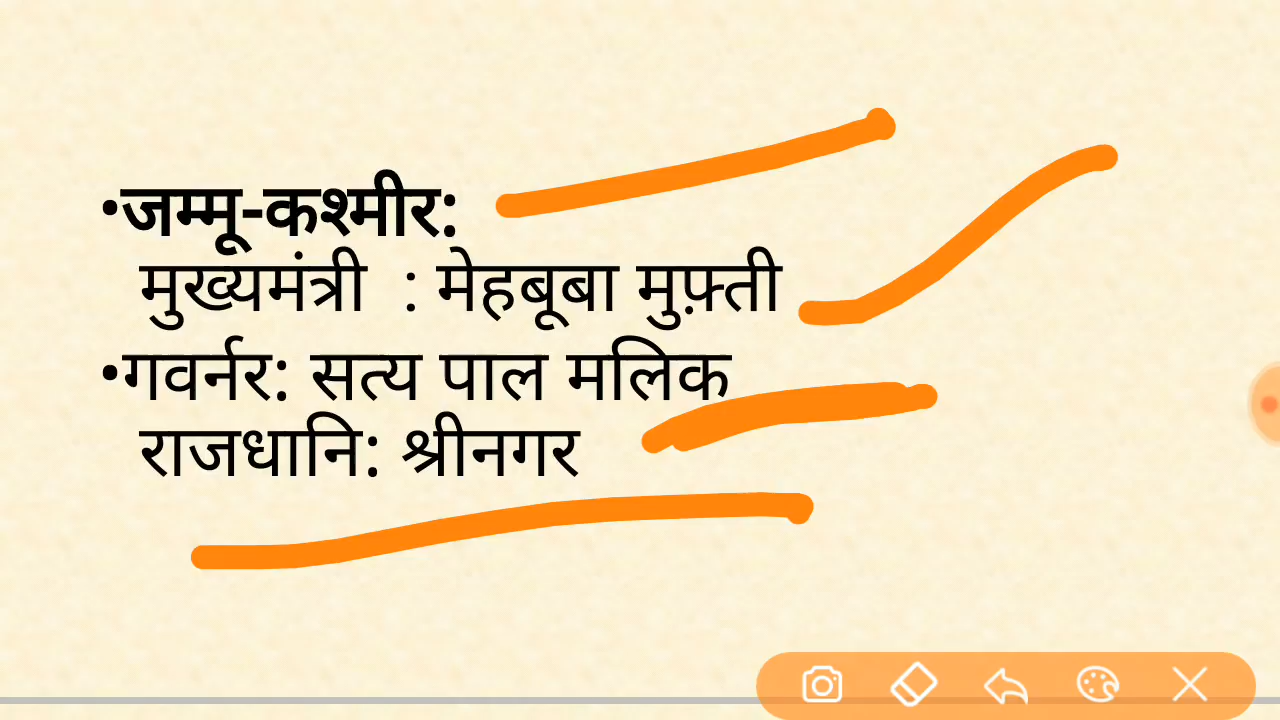 •जम्मू-कश्मीर:
मुख्यमंत्री : मेहबूबा मुफ़्ती
•गवर्नर: सत्य पाल मलिक
राजधानि: श्रीनगर